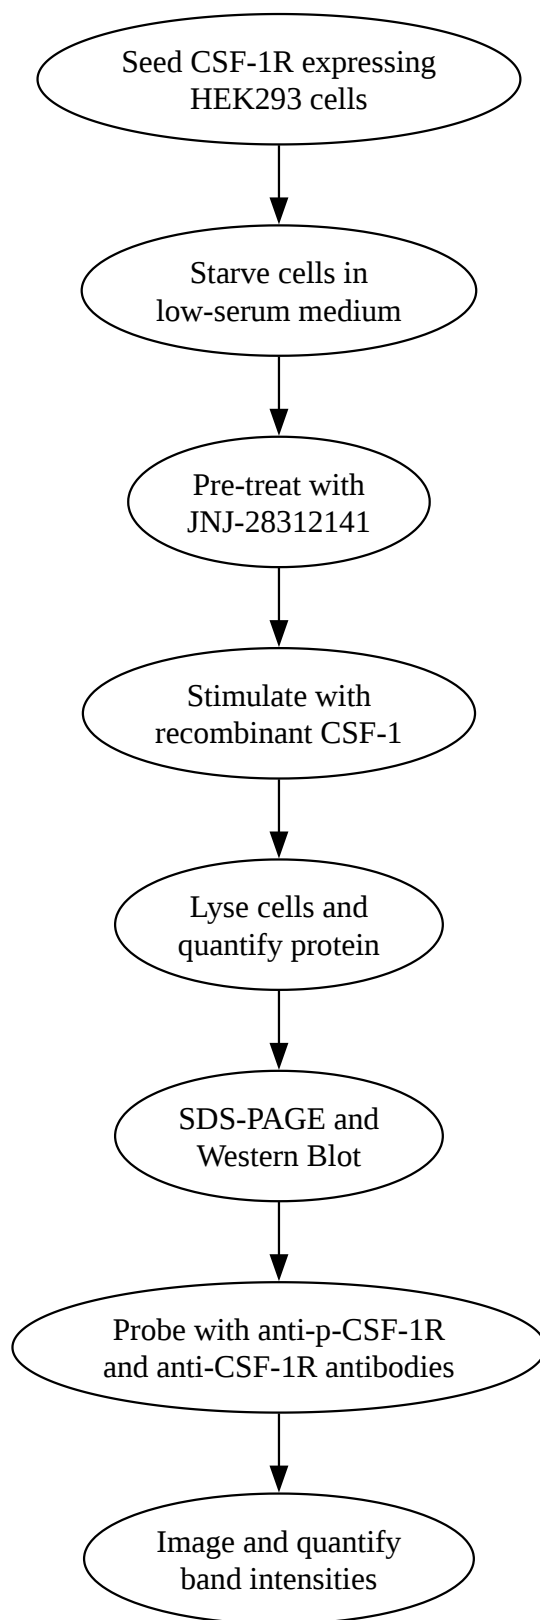 Seed CSF-1R expressing
HEK293 cells
Starve cells in
low-serum medium
Pre-treat with
JNJ-28312141
Stimulate with
recombinant CSF-1
Lyse cells and
quantify protein
SDS-PAGE and
Western Blot
Probe with anti-p-CSF-1R
and anti-CSF-1R antibodies
Image and quantify
band intensities